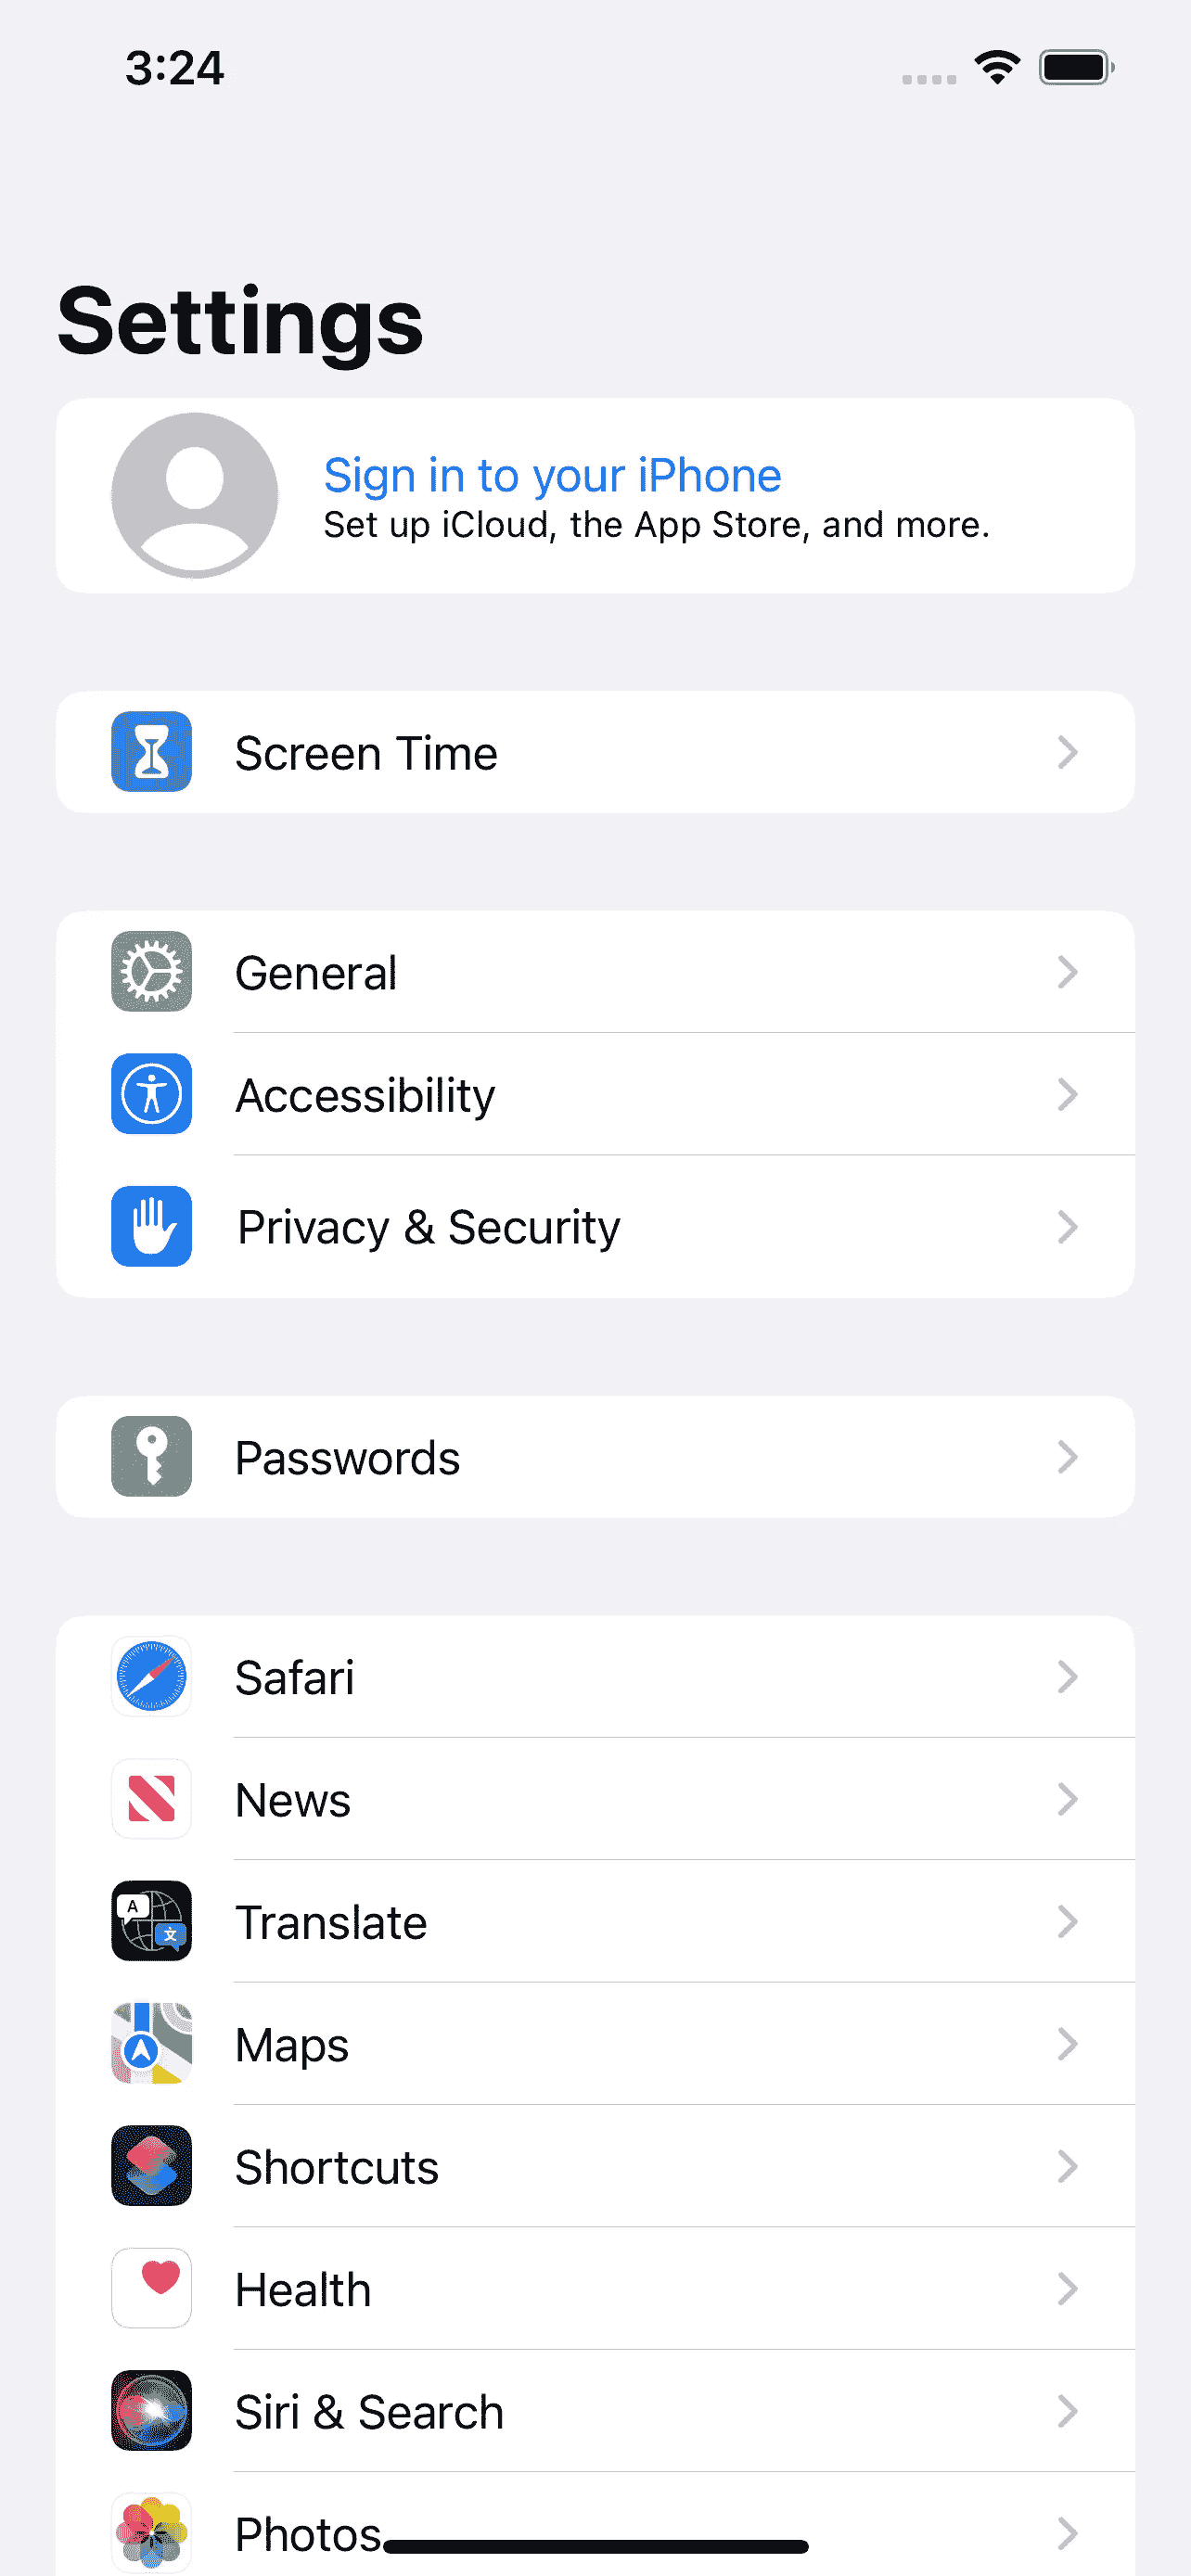 3:24
Settings
Sign in to your iPhone
Set up iCloud, the App Store, and more.
Screen Time
General
Accessibility
Privacy & Security
Passwords
Safari
News
A
文
Translate
Maps
Shortcuts
Health
Siri & Search
Photos